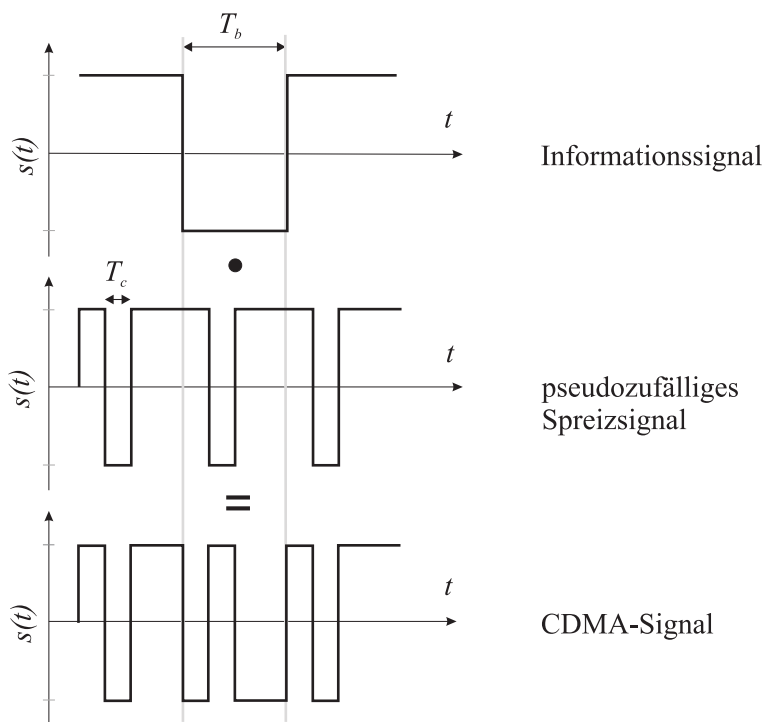 T_b
s(t)
t
Informationssignal
•
T_c
s(t)
t
pseudozufälliges
Spreizsignal
=
s(t)
t
CDMA-Signal